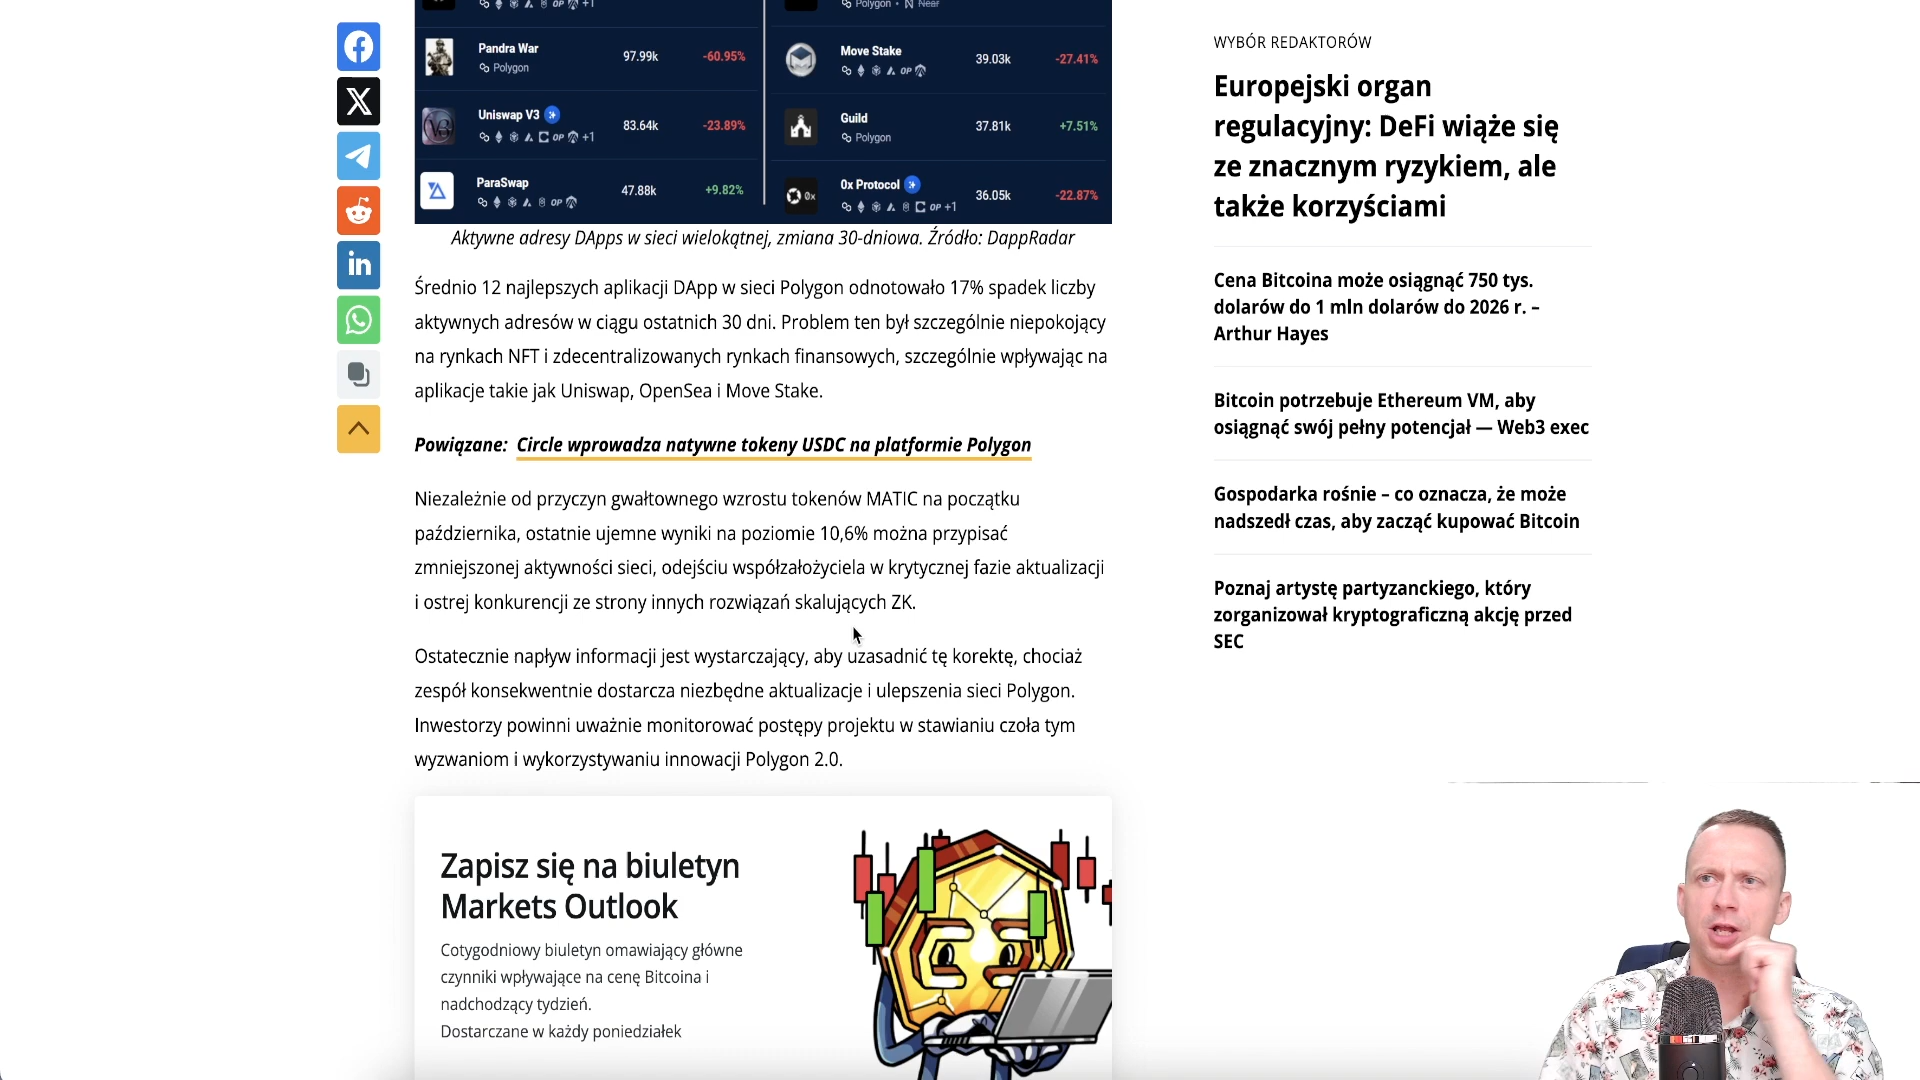 +1
Polygon • Near
Pandra War
97.99k
-60.95%
Polygon
Move Stake
39.03k
-27.41%
OP
Uniswap V3
83.64k
-23.89%
OP +1
Guild
37.81k
+7.51%
Polygon
ParaSwap
47.88k
+9.82%
OP
0x
0x Protocol
36.05k
-22.87%
OP +1
Aktywne adresy DApps w sieci wielokątnej, zmiana 30-dniowa. Źródło: DappRadar
Średnio 12 najlepszych aplikacji DApp w sieci Polygon odnotowało 17% spadek liczby
aktywnych adresów w ciągu ostatnich 30 dni. Problem ten był szczególnie niepokojący
na rynkach NFT i zdecentralizowanych rynkach finansowych, szczególnie wpływając na
aplikacje takie jak Uniswap, OpenSea i Move Stake.
Powiązane: Circle wprowadza natywne tokeny USDC na platformie Polygon
Niezależnie od przyczyn gwałtownego wzrostu tokenów MATIC na początku
października, ostatnie ujemne wyniki na poziomie 10,6% można przypisać
zmniejszonej aktywności sieci, odejściu współzałożyciela w krytycznej fazie aktualizacji
i ostrej konkurencji ze strony innych rozwiązań skalujących ZK.
Ostatecznie napływ informacji jest wystarczający, aby uzasadnić tę korektę, chociaż
zespół konsekwentnie dostarcza niezbędne aktualizacje i ulepszenia sieci Polygon.
Inwestorzy powinni uważnie monitorować postępy projektu w stawianiu czoła tym
wyzwaniom i wykorzystywaniu innowacji Polygon 2.0.
Zapisz się na biuletyn
Markets Outlook
Cotygodniowy biuletyn omawiający główne
czynniki wpływające na cenę Bitcoina i
nadchodzący tydzień.
Dostarczane w każdy poniedziałek
WYBÓR REDAKTORÓW
Europejski organ
regulacyjny: DeFi wiąże się
ze znacznym ryzykiem, ale
także korzyściami
Cena Bitcoina może osiągnąć 750 tys.
dolarów do 1 mln dolarów do 2026 r. –
Arthur Hayes
Bitcoin potrzebuje Ethereum VM, aby
osiągnąć swój pełny potencjał — Web3 exec
Gospodarka rośnie – co oznacza, że może
nadszedł czas, aby zacząć kupować Bitcoin
Poznaj artystę partyzanckiego, który
zorganizował kryptograficzną akcję przed
SEC